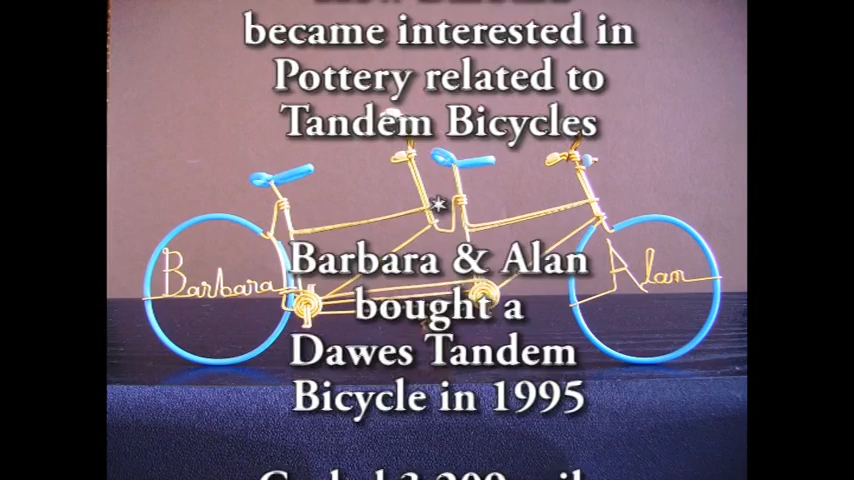 became interested in
Pottery related to
Tandem Bicycles
*
Barbara & Alan
bought a
Dawes Tandem
Bicycle in 1995
Barbara
Alan